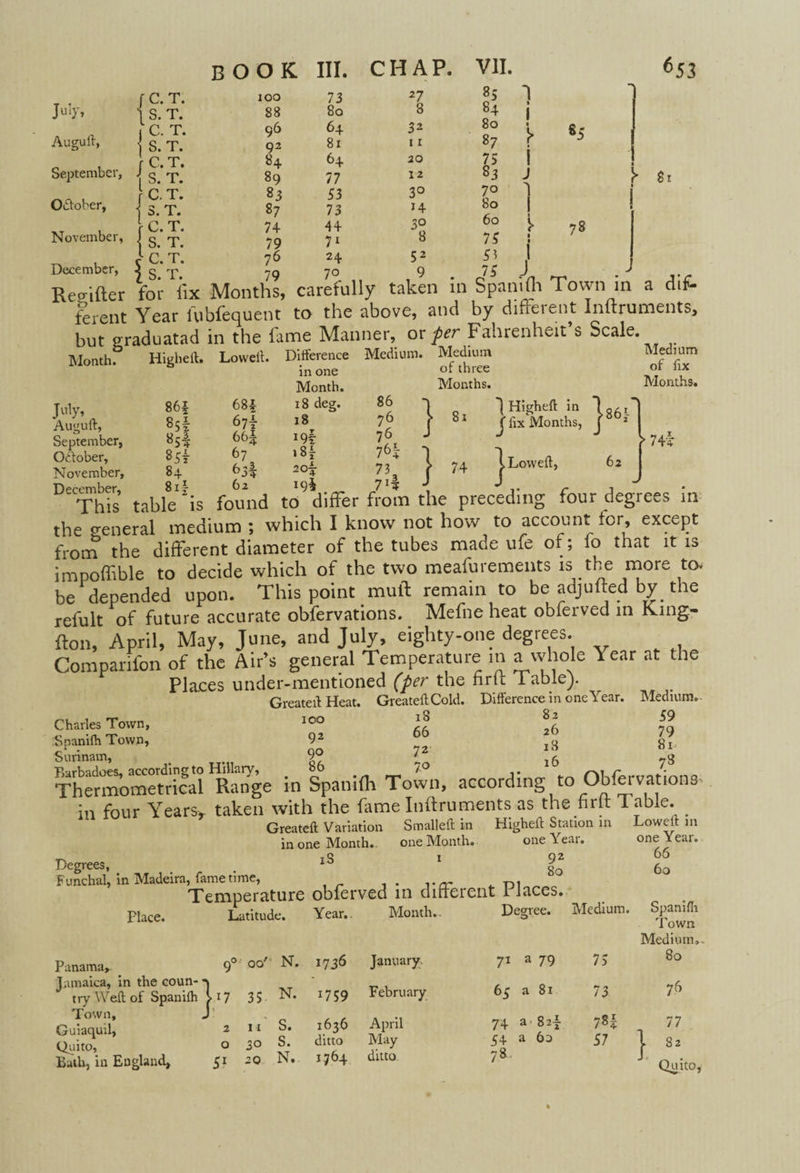 BOOK III. CHAP. VII. 653
July, { C. T. 100 73 27 85
S. T. 88 80 8 84
Auguſt, { C. T. 96 64 32 80 } 85
S. T. 92 81 11 87
September, { C. T. 84 64 20 75
S. T. 89 77 12 83 } 81
October, { C. T. 83 53 30 70
S. T. 87 73 14 80
November, { C. T. 74 44 30 60 } 78
S. T. 79 71 8 75
December, { C. T. 76 24 52 53
S. T. 79 70 9 75
Regiſter for ſix Months, carefully taken in Spaniſh Town in a dif-
ferent Year ſubſequent to the above, and by different Inſtruments,
but graduatad in the ſame Manner, or per Fahrenheit's Scale.
Month. Higheſt. Loweſt. Difference Medium. Medium Medium
in one of three of ſix
Month. Months. Months.
July, 86½ 68½ 18 deg. 86 } 81 } Higheſt in } 86½
Auguſt, 85½ 67½ 18 76 ſix Months,
September, 85¾ 66¼ 19½ 76 } 74¼
October, 85½ 67 18½ 76¼
November, 84 63¾ 20¼ 73 } 74 } Loweſt, 62
December, 81½ 62 19½ 71¾
This table is found to differ from the preceding four degrees in
the general medium; which I know not how to account for, except
from the different diameter of the tubes made uſe of; ſo that it is
impoſſible to decide which of the two meaſurements is the more to
be depended upon. This point muſt remain to be adjuſted by the
reſult of future accurate obſervations. Meſne heat obſerved in King-
ſton, April, May, June, and July, eighty-one degrees.
Compariſon of the Air's general Temperature in a whole Year at the
Places under-mentioned (per the firſt Table).
Greateſt Heat. Greateſt Cold. Difference in one Year. Medium.
Charles Town, 100 18 82 59
Spaniſh Town, 92 66 26 79
Surinam, 90 72 18 81
Barbadoes, according to Hillary, 86 70 16 78
Thermometrical Range in Spaniſh Town, according to Obſervations
in four Years, taken with the ſame Inſtruments as the firſt Table.
Greateſt Variation Smalleſt in Higheſt Station in Loweſt in
in one Month. one Month. one Year. one Year.
Degrees, 18 1 92 66
Funchal, in Madeira, ſame time, 80 60
Temperature obſerved in different Places.
Place. Latitude. Year. Month. Degree. Medium. Spaniſh
Town
Medium.
Panama, 9° 00′ N. 1736 January 71 a 79 75 80
Jamaica, in the coun-
try Weſt of Spaniſh } 17 35 N. 1759 February 65 a 81 73 76
Town,
Guiaquil, 2 11 S. 1636 April 74 a 82½ 78¼ 77
Quito, 0 30 S. ditto May 54 a 60 57 } 82
Bath, in England, 51 20 N. 1764 ditto 78
Quito,